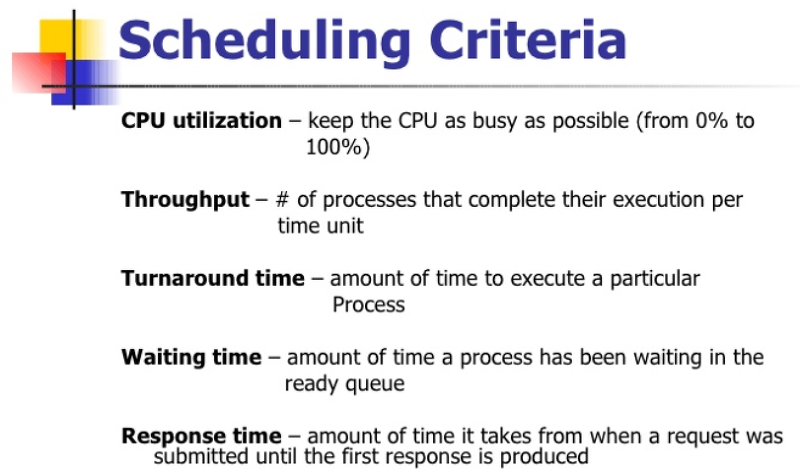 Scheduling Criteria
CPU utilization – keep the CPU as busy as possible (from 0% to
100%)
Throughput – # of processes that complete their execution per
time unit
Turnaround time – amount of time to execute a particular
Process
Waiting time – amount of time a process has been waiting in the
ready queue
Response time – amount of time it takes from when a request was
submitted until the first response is produced